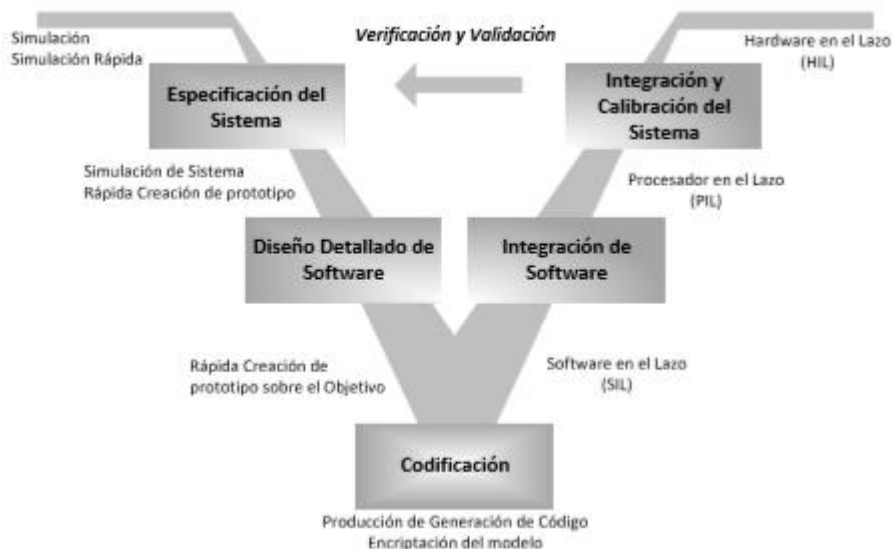 Simulación
Simulación Rápida
Verificación y Validación
Hardware en el Lazo
(HIL)
Especificación del
Sistema
Integración y
Calibración del
Sistema
Simulación de Sistema
Rápida Creación de prototipo
Procesador en el Lazo
(PIL)
Diseño Detallado de
Software
Integración de
Software
Rápida Creación de
prototipo sobre el Objetivo
Software en el Lazo
(SIL)
Codificación
Producción de Generación de Código
Encriptación del modelo